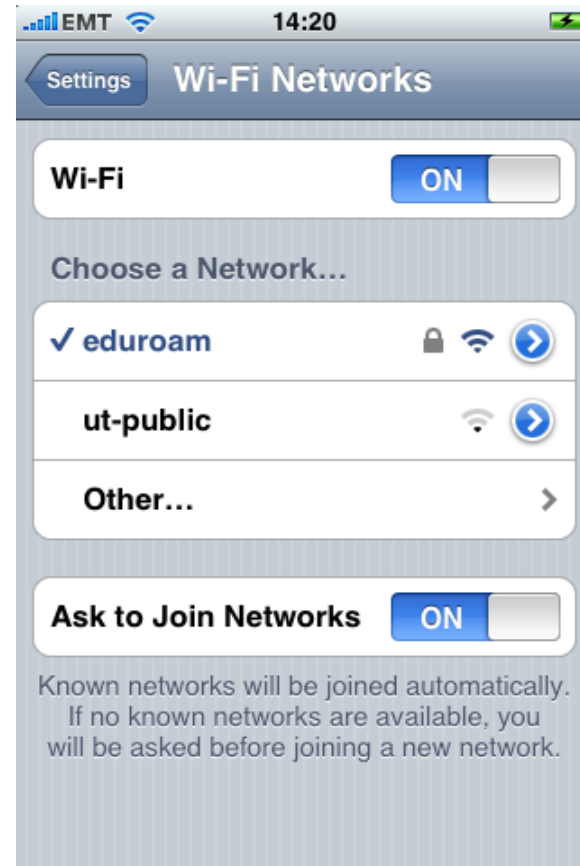 EMT 14:20
Settings Wi-Fi Networks
Wi-Fi ON
Choose a Network...
eduroam
ut-public
Other...
Ask to Join Networks ON
Known networks will be joined automatically.
If no known networks are available, you
will be asked before joining a new network.